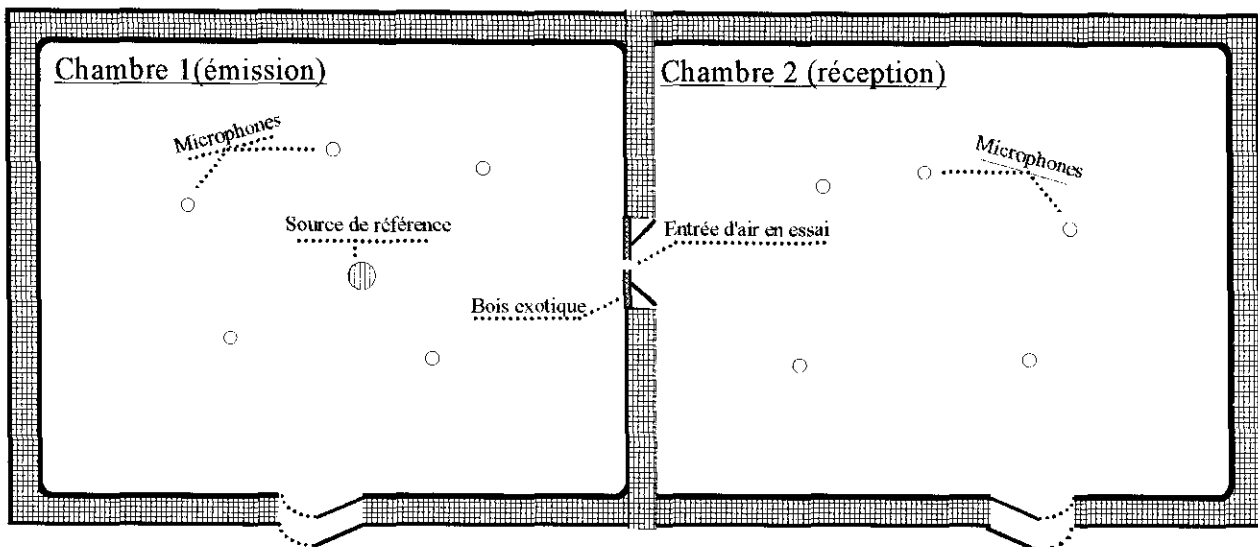 Chambre 1(émission)
Chambre 2 (réception)
Microphones
Microphones
Source de référence
Entrée d'air en essai
Bois exotique